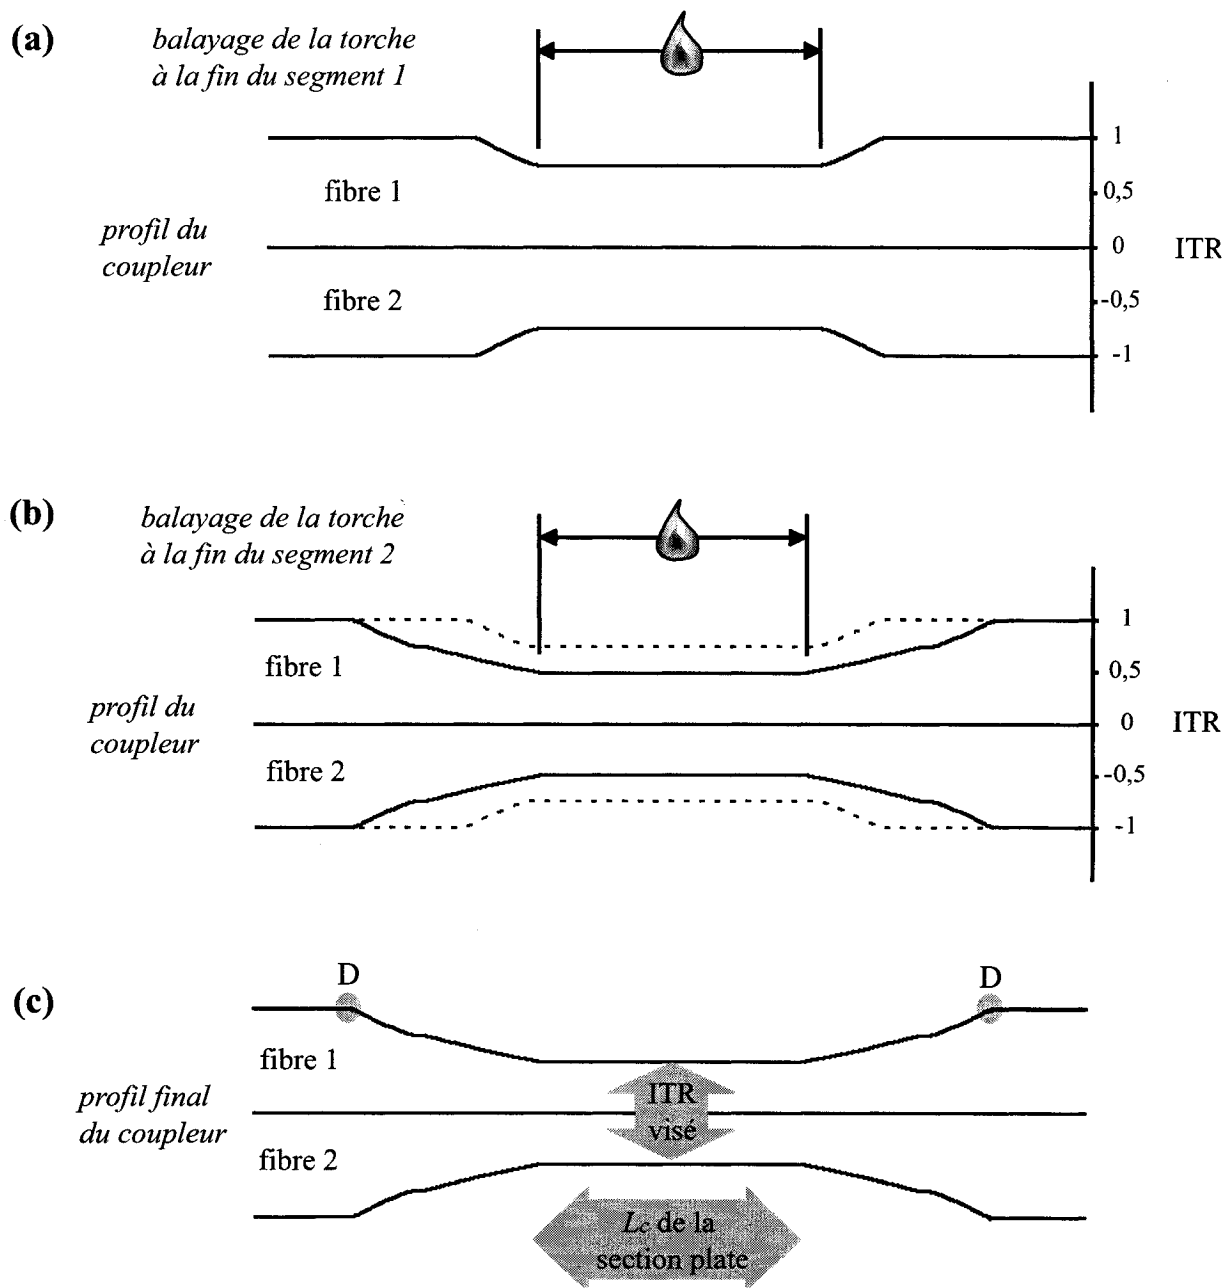 (a)
balayage de la torche
à la fin du segment 1
fibre 1
profil du
coupleur
fibre 2
1
0,5
0
-0,5
-1
ITR
(b)
balayage de la torche
à la fin du segment 2
fibre 1
profil du
coupleur
fibre 2
1
0,5
0
-0,5
-1
ITR
(c)
D
D
fibre 1
profil final
du coupleur
fibre 2
ITR
visé
Lc de la
section plate